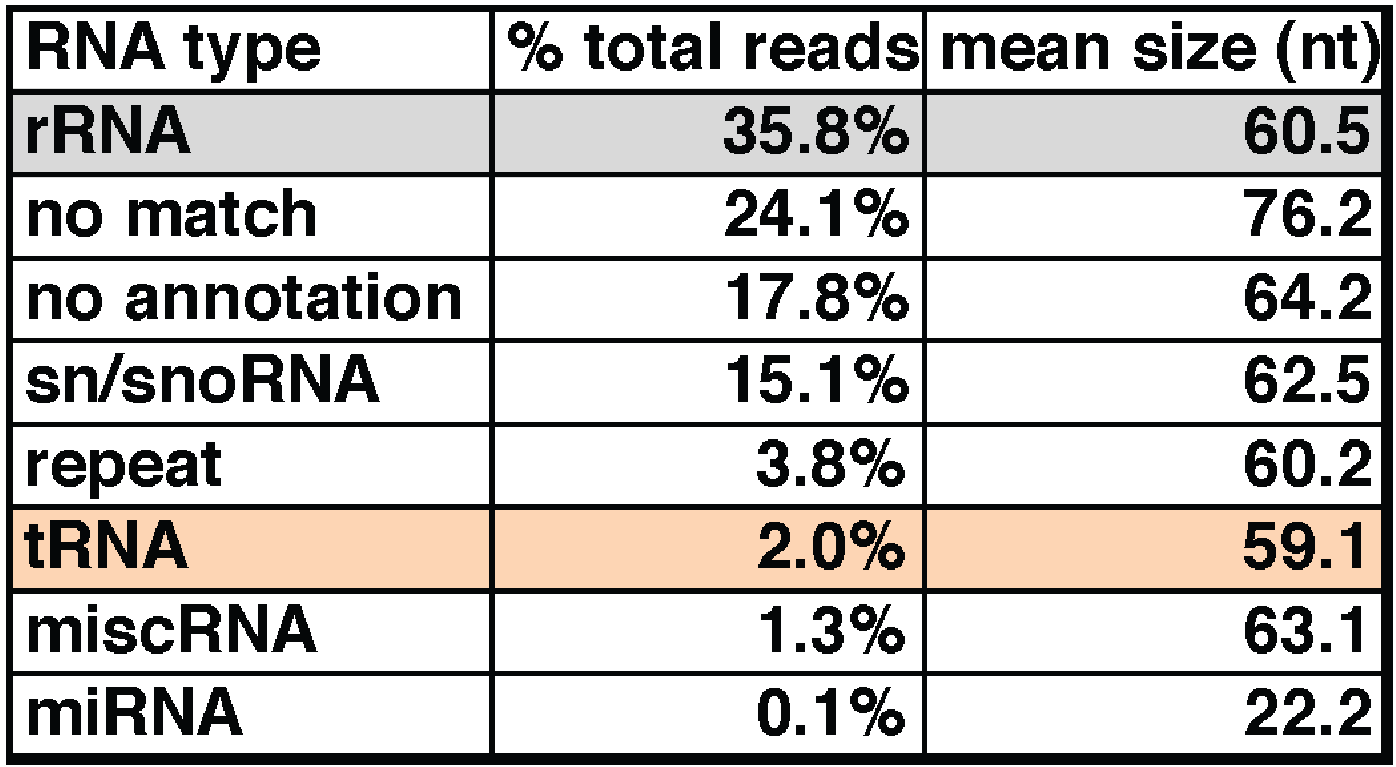 RNA type % total reads mean size (nt)
rRNA 35.8% 60.5
no match 24.1% 76.2
no annotation 17.8% 64.2
sn/snoRNA 15.1% 62.5
repeat 3.8% 60.2
tRNA 2.0% 59.1
miscRNA 1.3% 63.1
miRNA 0.1% 22.2